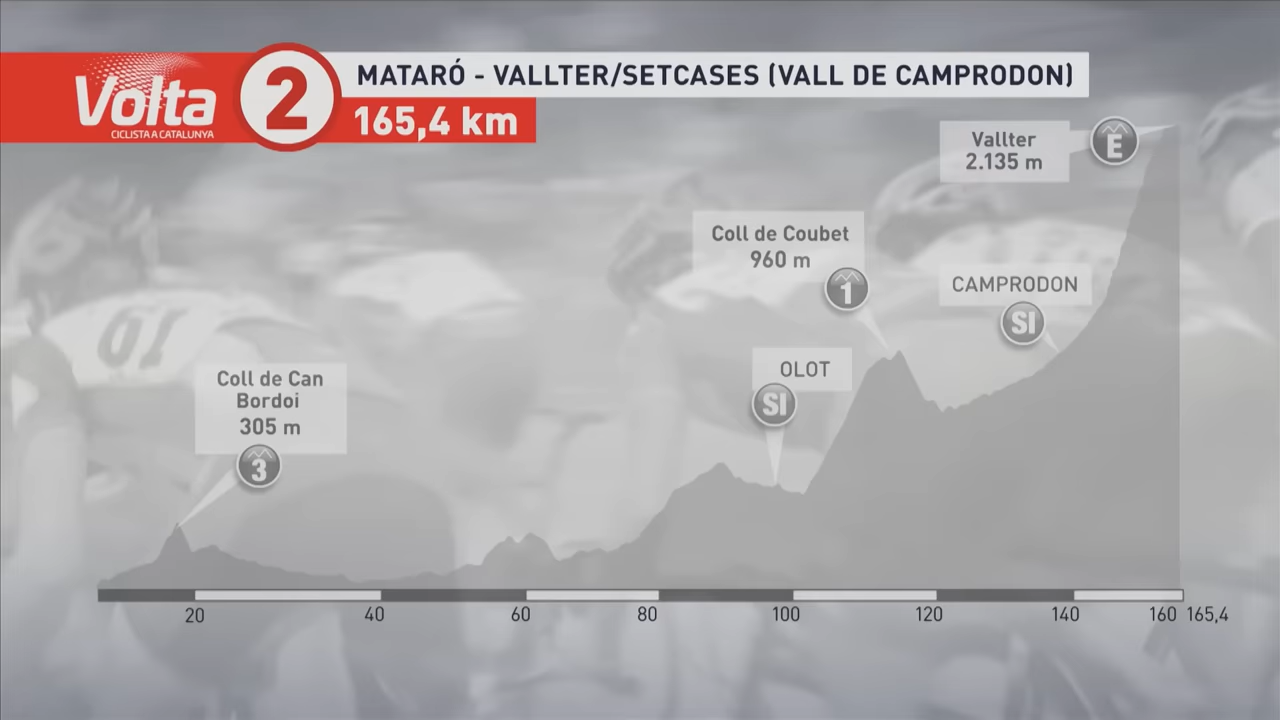 Volta
CICLISTA A CATALUNYA
2
MATARÓ - VALLTER/SETCASES (VALL DE CAMPRODON)
165,4 km
Vallter
2.135 m
E
Coll de Coubet
960 m
1
CAMPRODON
SI
OLOT
SI
Coll de Can
Bordoi
305 m
3
61
20 40 60 80 100 120 140 160 165,4